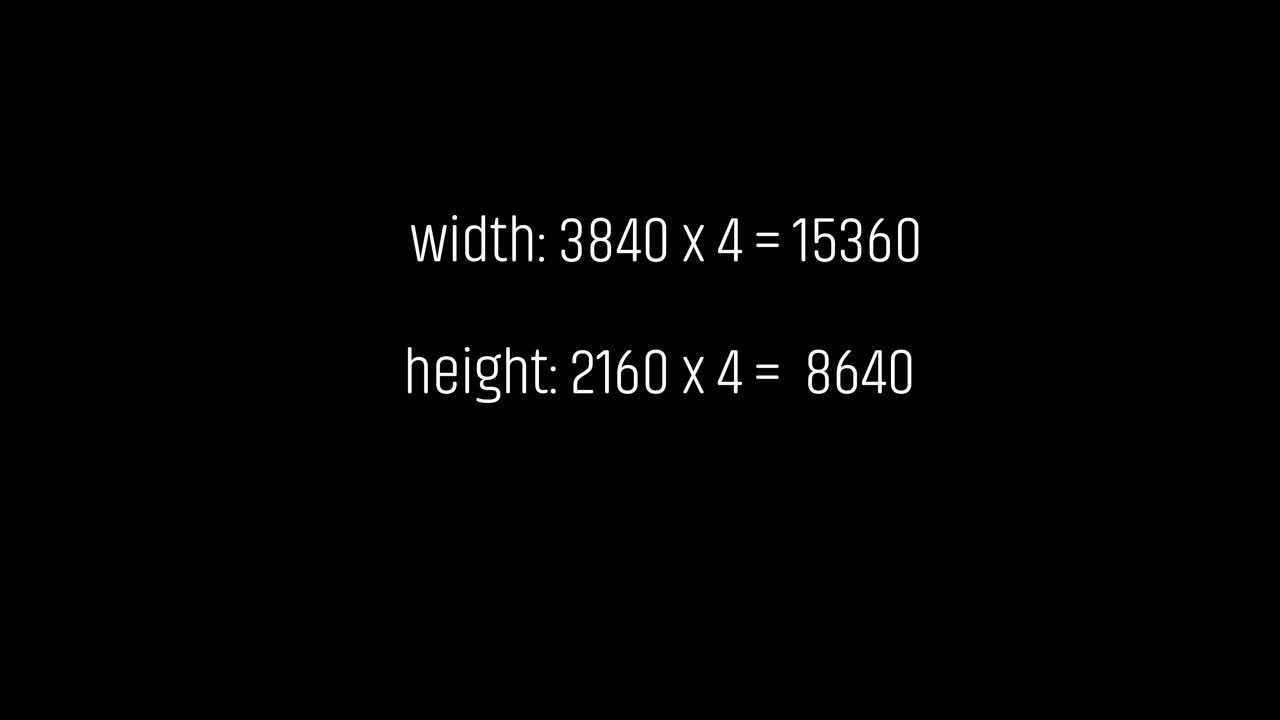 width: 3840 x 4 = 15360
height: 2160 x 4 = 8640